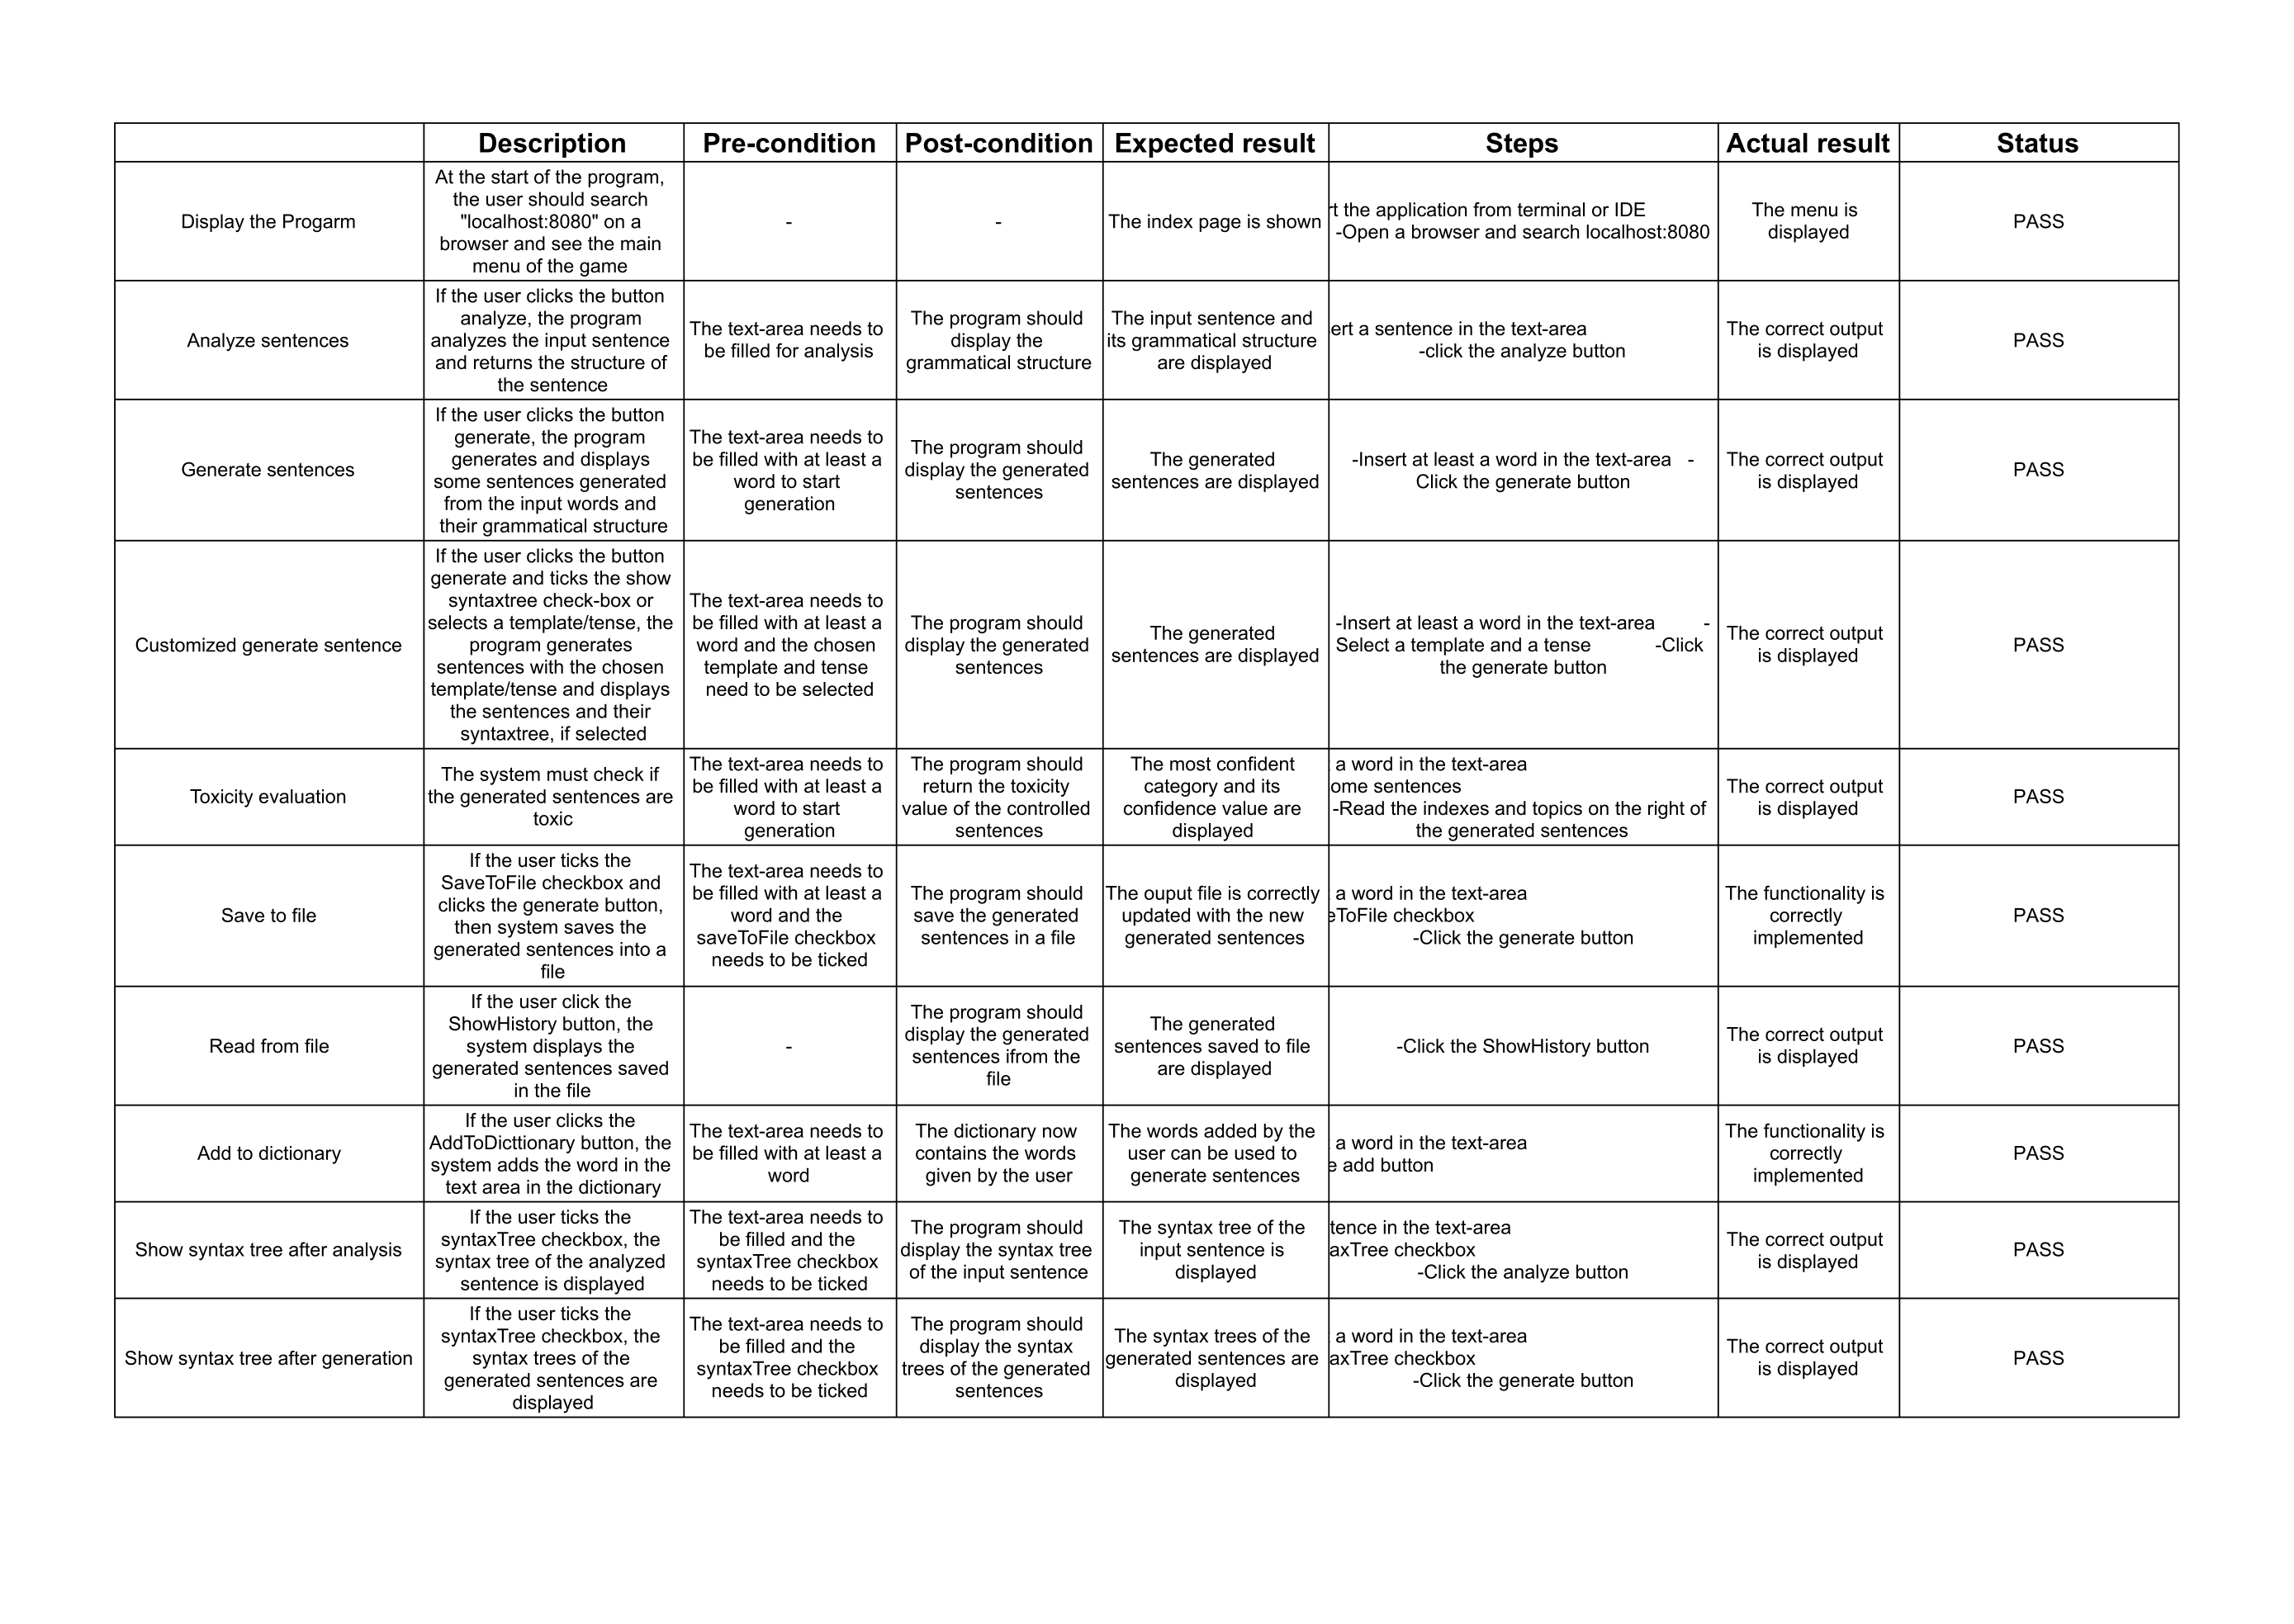 Description Pre-condition Post-condition Expected result Steps Actual result Status
Display the Progarm
At the start of the program,
the user should search
"localhost:8080" on a
browser and see the main
menu of the game
-
-
The index page is shown
the application from terminal or IDE
-Open a browser and search localhost:8080
The menu is
displayed
PASS
Analyze sentences
If the user clicks the button
analyze, the program
analyzes the input sentence
and returns the structure of
the sentence
The text-area needs to
be filled for analysis
The program should
display the
grammatical structure
The input sentence and
its grammatical structure
are displayed
a sentence in the text-area
-click the analyze button
The correct output
is displayed
PASS
Generate sentences
If the user clicks the button
generate, the program
generates and displays
some sentences generated
from the input words and
their grammatical structure
The text-area needs to
be filled with at least a
word to start
generation
The program should
display the generated
sentences
The generated
sentences are displayed
-Insert at least a word in the text-area -
Click the generate button
The correct output
is displayed
PASS
Customized generate sentence
If the user clicks the button
generate and ticks the show
syntaxtree check-box or
selects a template/tense, the
program generates
sentences with the chosen
template/tense and displays
the sentences and their
syntaxtree, if selected
The text-area needs to
be filled with at least a
word and the chosen
template and tense
need to be selected
The program should
display the generated
sentences
The generated
sentences are displayed
-Insert at least a word in the text-area -
Select a template and a tense -Click
the generate button
The correct output
is displayed
PASS
Toxicity evaluation
The system must check if
the generated sentences are
toxic
The text-area needs to
be filled with at least a
word to start
generation
The program should
return the toxicity
value of the controlled
sentences
The most confident
category and its
confidence value are
displayed
a word in the text-area
ome sentences
-Read the indexes and topics on the right of
the generated sentences
The correct output
is displayed
PASS
Save to file
If the user ticks the
SaveToFile checkbox and
clicks the generate button,
then system saves the
generated sentences into a
file
The text-area needs to
be filled with at least a
word and the
saveToFile checkbox
needs to be ticked
The program should
save the generated
sentences in a file
The ouput file is correctly
updated with the new
generated sentences
a word in the text-area
eToFile checkbox
-Click the generate button
The functionality is
correctly
implemented
PASS
Read from file
If the user click the
ShowHistory button, the
system displays the
generated sentences saved
in the file
-
The program should
display the generated
sentences ifrom the
file
The generated
sentences saved to file
are displayed
-Click the ShowHistory button
The correct output
is displayed
PASS
Add to dictionary
If the user clicks the
AddToDicttionary button, the
system adds the word in the
text area in the dictionary
The text-area needs to
be filled with at least a
word
The dictionary now
contains the words
given by the user
The words added by the
user can be used to
generate sentences
a word in the text-area
e add button
The functionality is
correctly
implemented
PASS
Show syntax tree after analysis
If the user ticks the
syntaxTree checkbox, the
syntax tree of the analyzed
sentence is displayed
The text-area needs to
be filled and the
syntaxTree checkbox
needs to be ticked
The program should
display the syntax tree
of the input sentence
The syntax tree of the
input sentence is
displayed
tence in the text-area
axTree checkbox
-Click the analyze button
The correct output
is displayed
PASS
Show syntax tree after generation
If the user ticks the
syntaxTree checkbox, the
syntax trees of the
generated sentences are
displayed
The text-area needs to
be filled and the
syntaxTree checkbox
needs to be ticked
The program should
display the syntax
trees of the generated
sentences
The syntax trees of the
generated sentences are
displayed
a word in the text-area
axTree checkbox
-Click the generate button
The correct output
is displayed
PASS